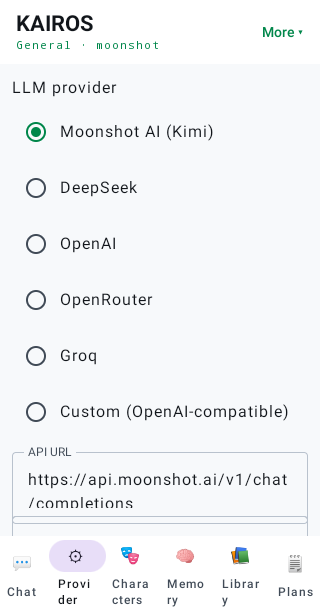 KAIROS
General · moonshot
More ▾
LLM provider
Moonshot AI (Kimi)
DeepSeek
OpenAI
OpenRouter
Groq
Custom (OpenAI-compatible)
API URL
https://api.moonshot.ai/v1/chat
/completions
Chat
Provi
der
Chara
cters
Memo
ry
Librar
y
Plans